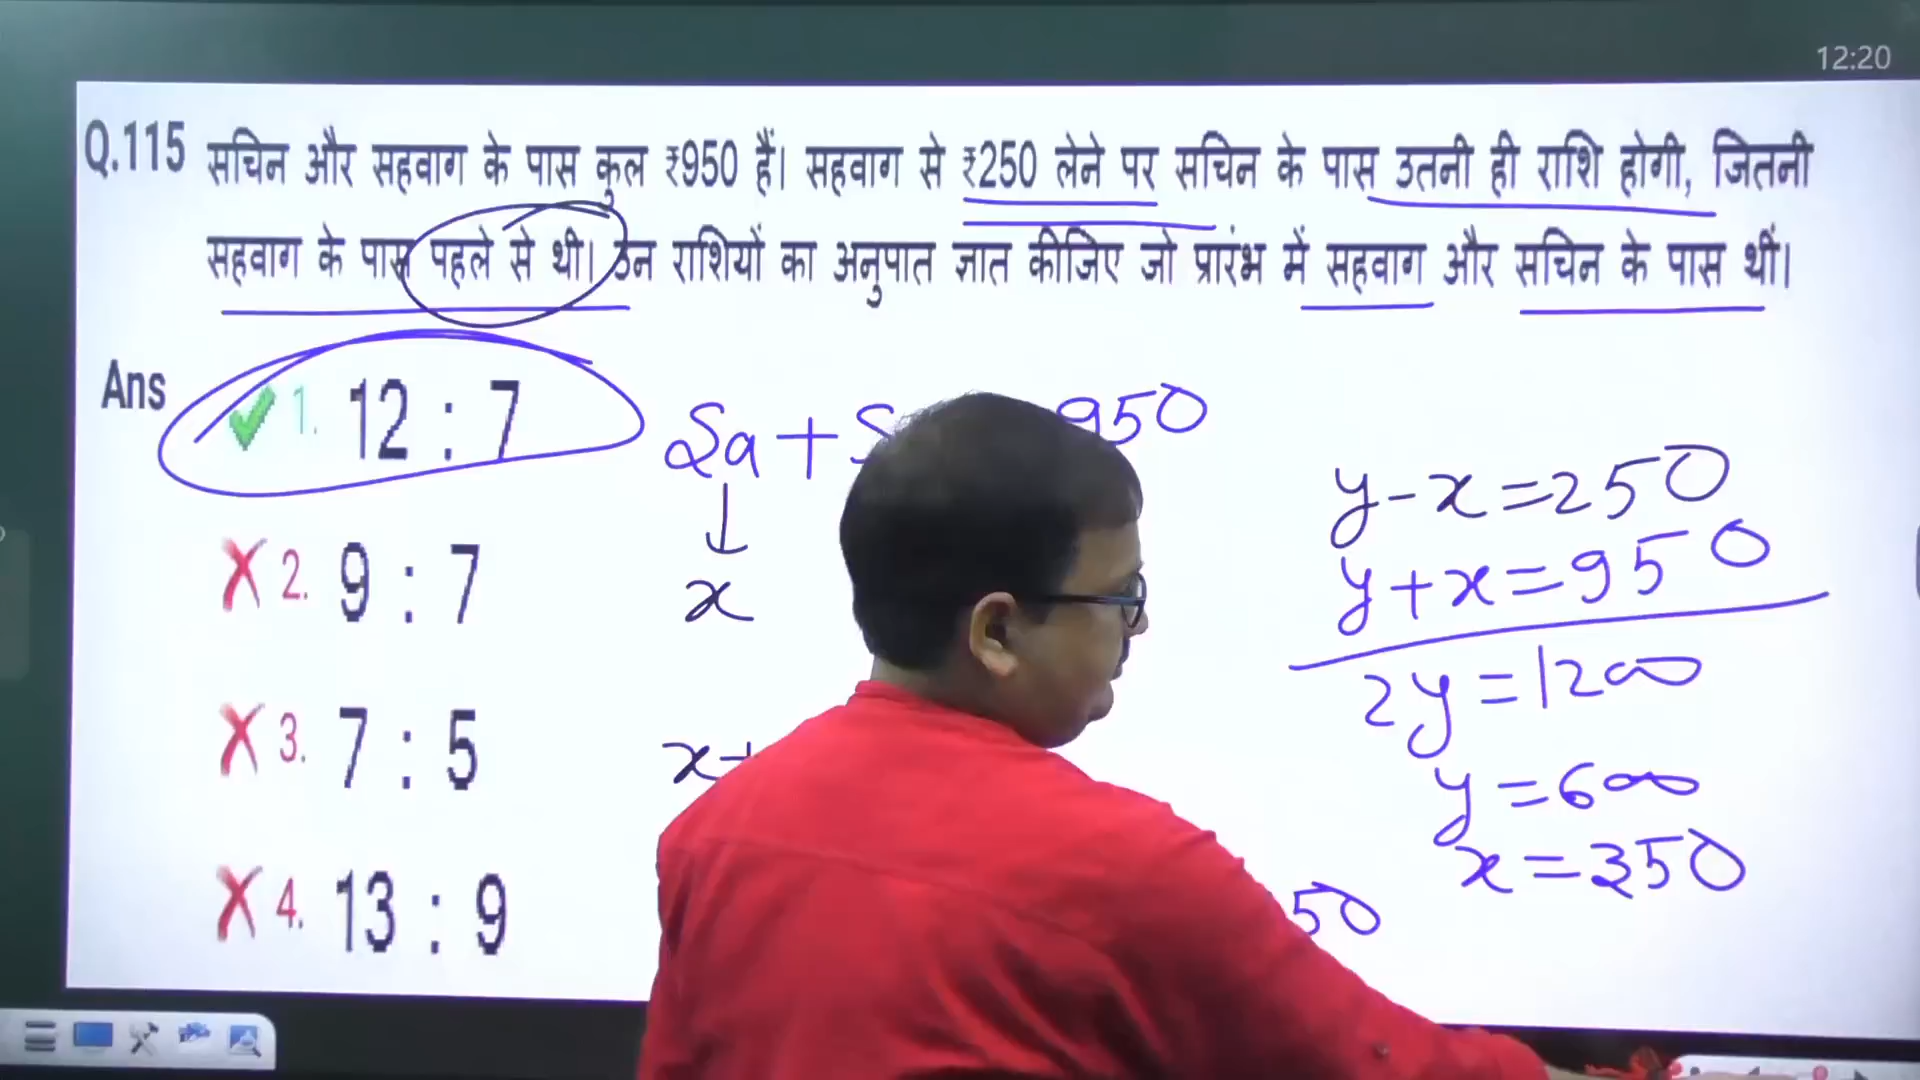 12:20
Q.115 सचिन और सहवाग के पास कुल ₹950 हैं। सहवाग से ₹250 लेने पर सचिन के पास उतनी ही राशि होगी, जितनी
सहवाग के पास पहले से थी। उन राशियों का अनुपात ज्ञात कीजिए जो प्रारंभ में सहवाग और सचिन के पास थीं।
Ans
1. 12 : 7
2. 9 : 7
3. 7 : 5
4. 13 : 9
Sa + S 950
x
x+
50
y-x=250
y+x=950
2y=1200
y=600
x=350